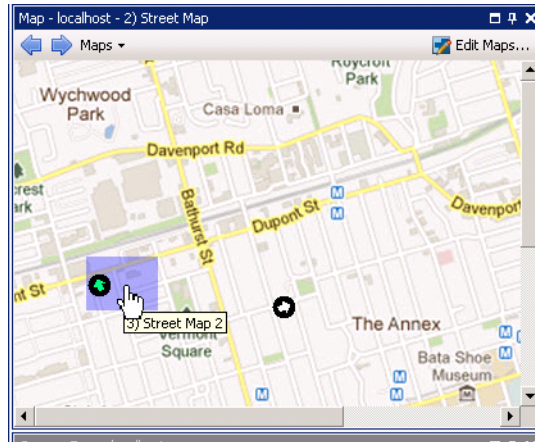 Map - localhost - 2) Street Map
Maps
Edit Maps...
Roycroft
Park
Wychwood
Park
Casa Loma
Davenport Rd
crest
ark
Bathurst St
Dupont St
Davenport
nt St
3) Street Map 2
Vermont
Square
The Annex
Bata Shoe
Museum
M
M
M
M
M
M